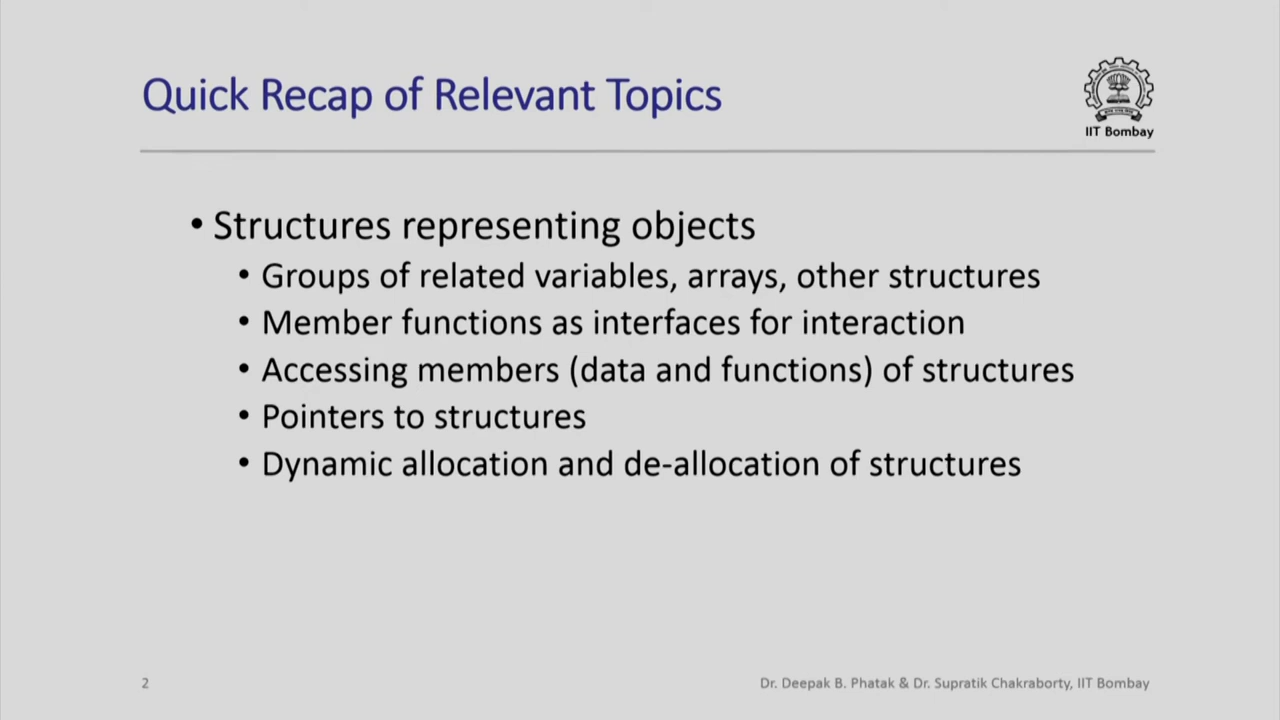 Quick Recap of Relevant Topics
IIT Bombay
• Structures representing objects
• Groups of related variables, arrays, other structures
• Member functions as interfaces for interaction
• Accessing members (data and functions) of structures
• Pointers to structures
• Dynamic allocation and de-allocation of structures
2
Dr. Deepak B. Phatak & Dr. Supratik Chakraborty, IIT Bombay